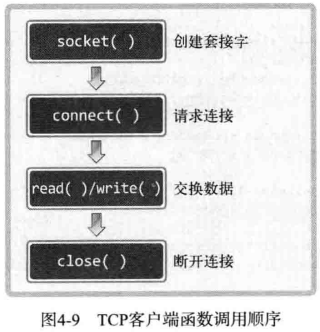 socket( ) 创建套接字
connect( ) 请求连接
read( )/write( ) 交换数据
close( ) 断开连接
图4-9 TCP客户端函数调用顺序